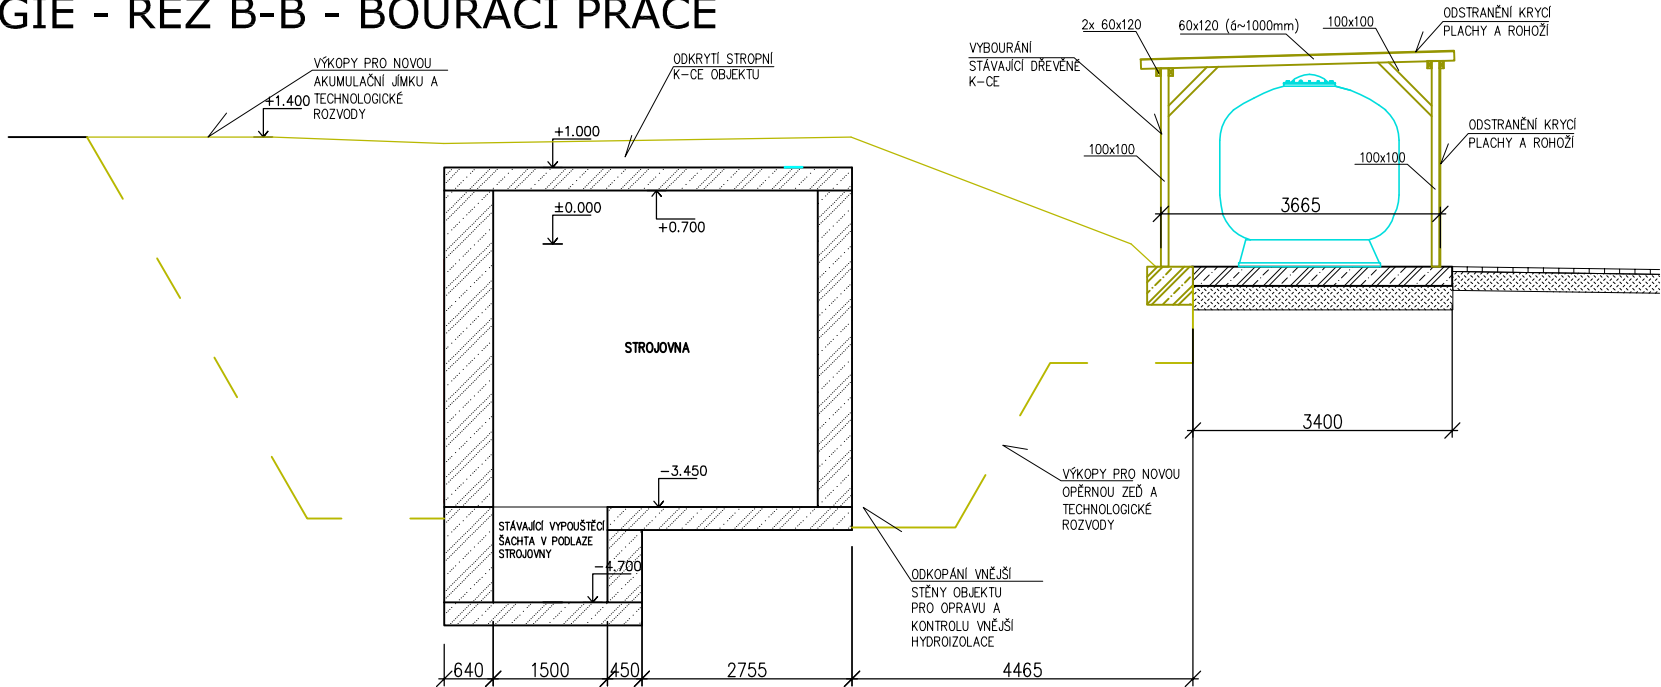 GIE - ŘEZ B-B - BOURACÍ PRÁCE
VÝKOPY PRO NOVOU
AKUMULAČNÍ JÍMKU A
TECHNOLOGICKÉ
ROZVODY
+1.400
ODKRYTÍ STROPNÍ
K-CE OBJEKTU
+1.000
±0.000
+0.700
STROJOVNA
-3.450
STÁVAJÍCÍ VYPOUŠTĚCÍ
ŠACHTA V PODLAZE
STROJOVNY
-4.700
640
1500
450
2755
4465
VYBOURÁNÍ
STÁVAJÍCÍ DŘEVĚNÉ
K-CE
2x 60x120
60x120 (á~1000mm)
100x100
ODSTRANĚNÍ KRYCÍ
PLACHY A ROHOŽÍ
ODSTRANĚNÍ KRYCÍ
PLACHY A ROHOŽÍ
100x100
100x100
3665
3400
VÝKOPY PRO NOVOU
OPĚRNOU ZEĎ A
TECHNOLOGICKÉ
ROZVODY
ODKOPÁNÍ VNĚJŠÍ
STĚNY OBJEKTU
PRO OPRAVU A
KONTROLU VNĚJŠÍ
HYDROIZOLACE